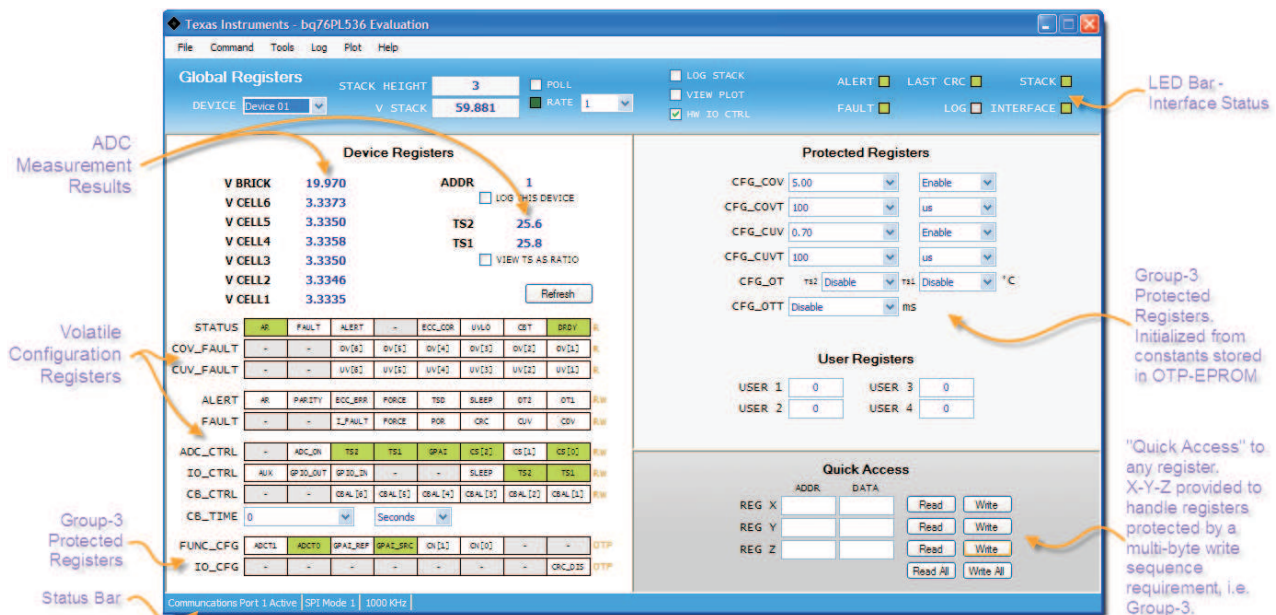 Texas Instruments - bq76PL536 Evaluation
File Command Tools Log Plot Help
Global Registers
DEVICE Device 01
STACK HEIGHT 3
V STACK 59.881
POLL
RATE 1
LOG STACK
VIEW PLOT
HW IO CTRL
ALERT LAST CRC STACK
FAULT LOG INTERFACE
LED Bar -
Interface Status
ADC
Measurement
Results
Device Registers
V BRICK 19.970
V CELL6 3.3373
V CELL5 3.3350
V CELL4 3.3358
V CELL3 3.3350
V CELL2 3.3346
V CELL1 3.3335
ADDR 1
LOG THIS DEVICE
TS2 25.6
TS1 25.8
VIEW TS AS RATIO
Refresh
Volatile
Configuration
Registers
STATUS AR FAULT ALERT - ECC_COR UVLO CBT DRDY R
COV_FAULT - - OV[6] OV[5] OV[4] OV[3] OV[2] OV[1] R
CUV_FAULT - - UV[6] UV[5] UV[4] UV[3] UV[2] UV[1] R
ALERT AR PARITY ECC_ERR FORCE TSD SLEEP OT2 OT1 RW
FAULT - - I_FAULT FORCE POR CRC CUV COV RW
ADC_CTRL - ADC_ON TS2 TS1 GPAI CS[2] CS[1] CS[0] RW
IO_CTRL AUX GPIO_OUT GPIO_IN - - SLEEP TS2 TS1 RW
CB_CTRL - - CBAL[6] CBAL[5] CBAL[4] CBAL[3] CBAL[2] CBAL[1] RW
CB_TIME 0 Seconds
FUNC_CFG ADCT1 ADCT0 GPAI_REF GPAI_SRC CN[1] CN[0] - - OTP
IO_CFG - - - - - - - CRC_DIS OTP
Group-3
Protected
Registers
Status Bar
Communcations Port 1 Active SPI Mode 1 1000 KHz
Protected Registers
CFG_COV 5.00 Enable
CFG_COVT 100 us
CFG_CUV 0.70 Enable
CFG_CUVT 100 us
CFG_OT TS2 Disable TS1 Disable °C
CFG_OTT Disable ms
User Registers
USER 1 0 USER 3 0
USER 2 0 USER 4 0
Group-3
Protected
Registers.
Initialized from
constants stored
in OTP-EPROM
Quick Access
ADDR DATA
REG X Read Write
REG Y Read Write
REG Z Read Write
Read All Write All
"Quick Access" to
any register.
X-Y-Z provided to
handle registers
protected by a
multi-byte write
sequence
requirement, i.e.
Group-3.